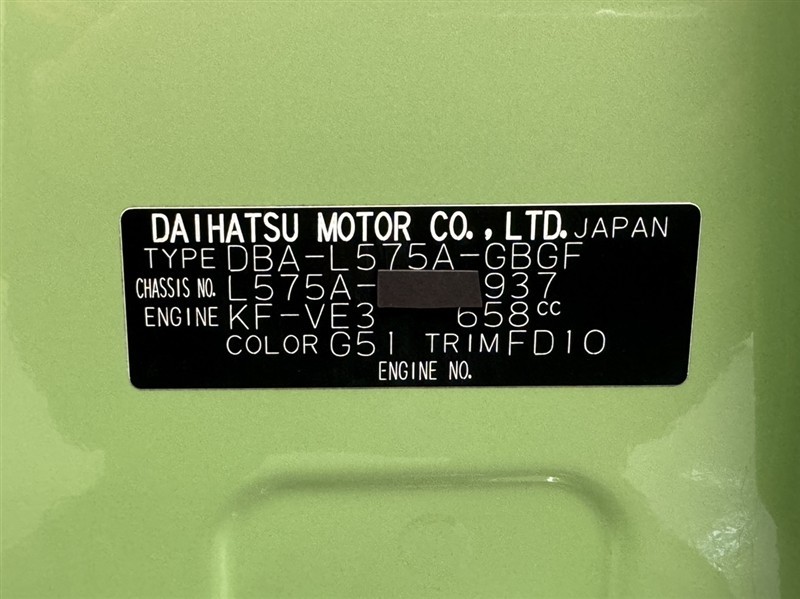 DAIHATSU MOTOR CO., LTD. JAPAN
TYPE DBA-L575A-GBGF
CHASSIS NO. L575A- 937
ENGINE KF-VE3 658cc
COLOR G51 TRIM FD10
ENGINE NO.